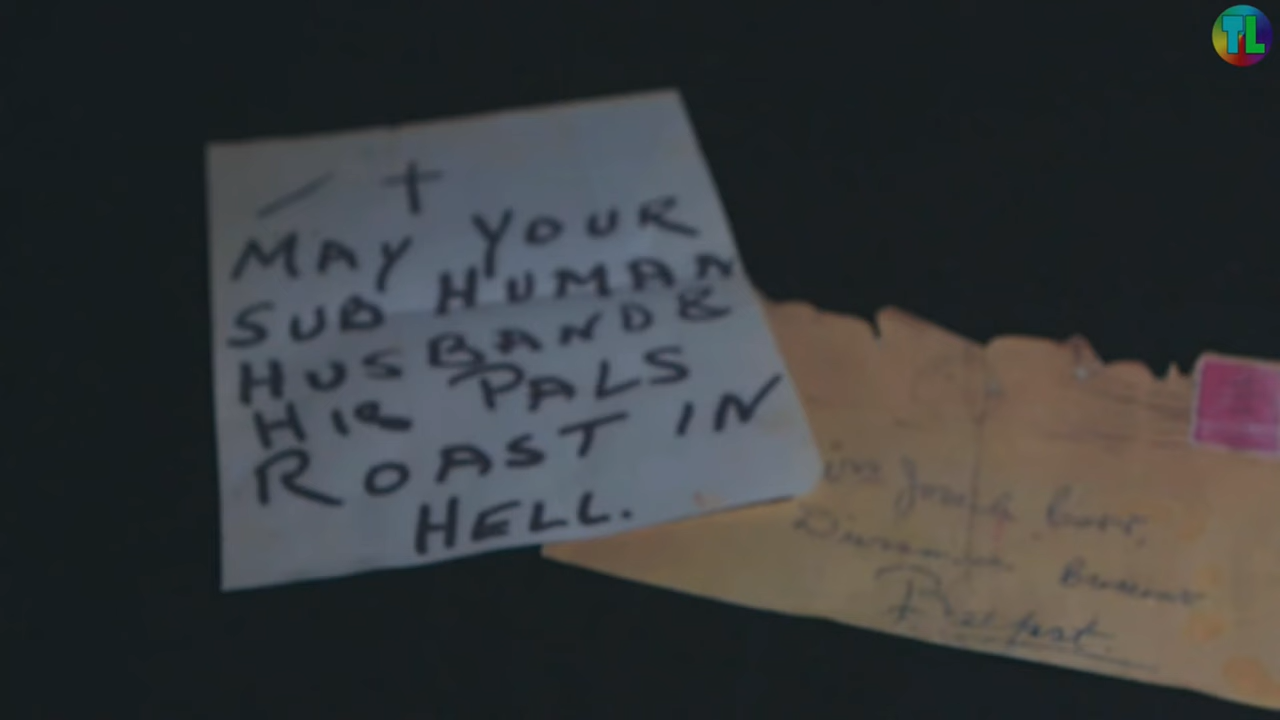 TL
MAY YOUR
SUB HUMAN
HUSBAND &
HIS PALS
ROAST IN
HELL.
Belfast.